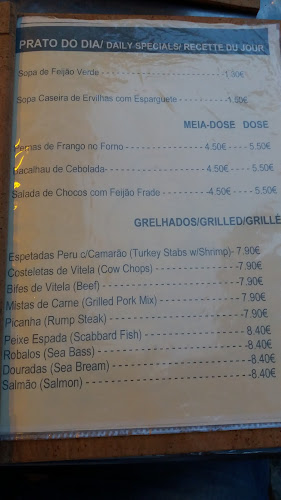 PRATO DO DIA/ DAILY SPECIALS/ RECETTE DU JOUR
Sopa de Feijão Verde - - - - - - - - - - - - - - - - - - - - - - -1.30€
Sopa Caseira de Ervilhas com Esparguete - - - - - - - - -1.50€
MEIA-DOSE DOSE
Pernas de Frango no Forno - - - - - - - - - - - - - 4.50€ - - - - 5.50€
Bacalhau de Cebolada- - - - - - - - - - - - - - - - -4.50€ - - - - 5.50€
Salada de Chocos com Feijão Frade - - - - - - - -4.50€ - - - 5.50€
GRELHADOS/GRILLED/GRILLÉ
Espetadas Peru c/Camarão (Turkey Stabs w/Shrimp)- 7.90€
Costeletas de Vitela (Cow Chops) - - - - - - - - - - - - - - - 7.90€
Bifes de Vitela (Beef) - - - - - - - - - - - - - - - - - - - - - - - - 7.90€
Mistas de Carne (Grilled Pork Mix) - - - - - - - - - - - - - - - 7.90€
Picanha (Rump Steak) - - - - - - - - - - - - - - - - - - - - - - - -7.90€
Peixe Espada (Scabbard Fish) - - - - - - - - - - - - - - - - - - 8.40€
Robalos (Sea Bass) - - - - - - - - - - - - - - - - - - - - - - - - - -8.40€
Douradas (Sea Bream) - - - - - - - - - - - - - - - - - - - - - - - -8.40€
Salmão (Salmon) - - - - - - - - - - - - - - - - - - - - - - - - - - - -8.40€